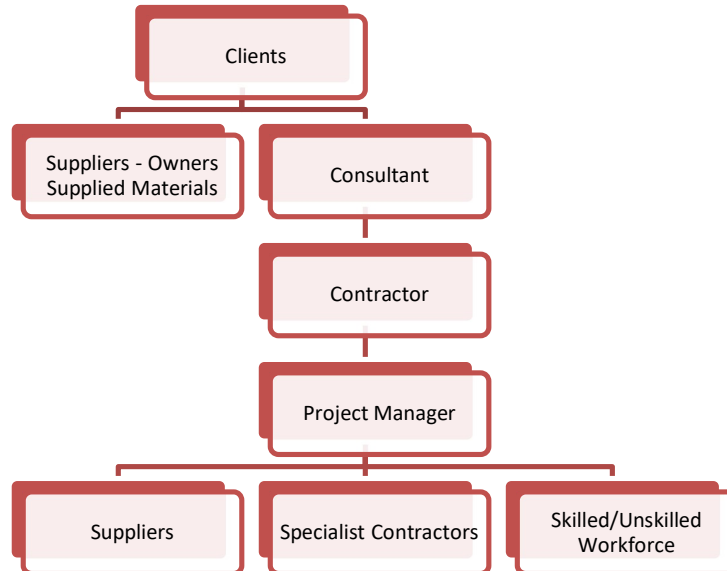 Clients
Suppliers - Owners
Supplied Materials
Consultant
Contractor
Project Manager
Suppliers
Specialist Contractors
Skilled/Unskilled
Workforce